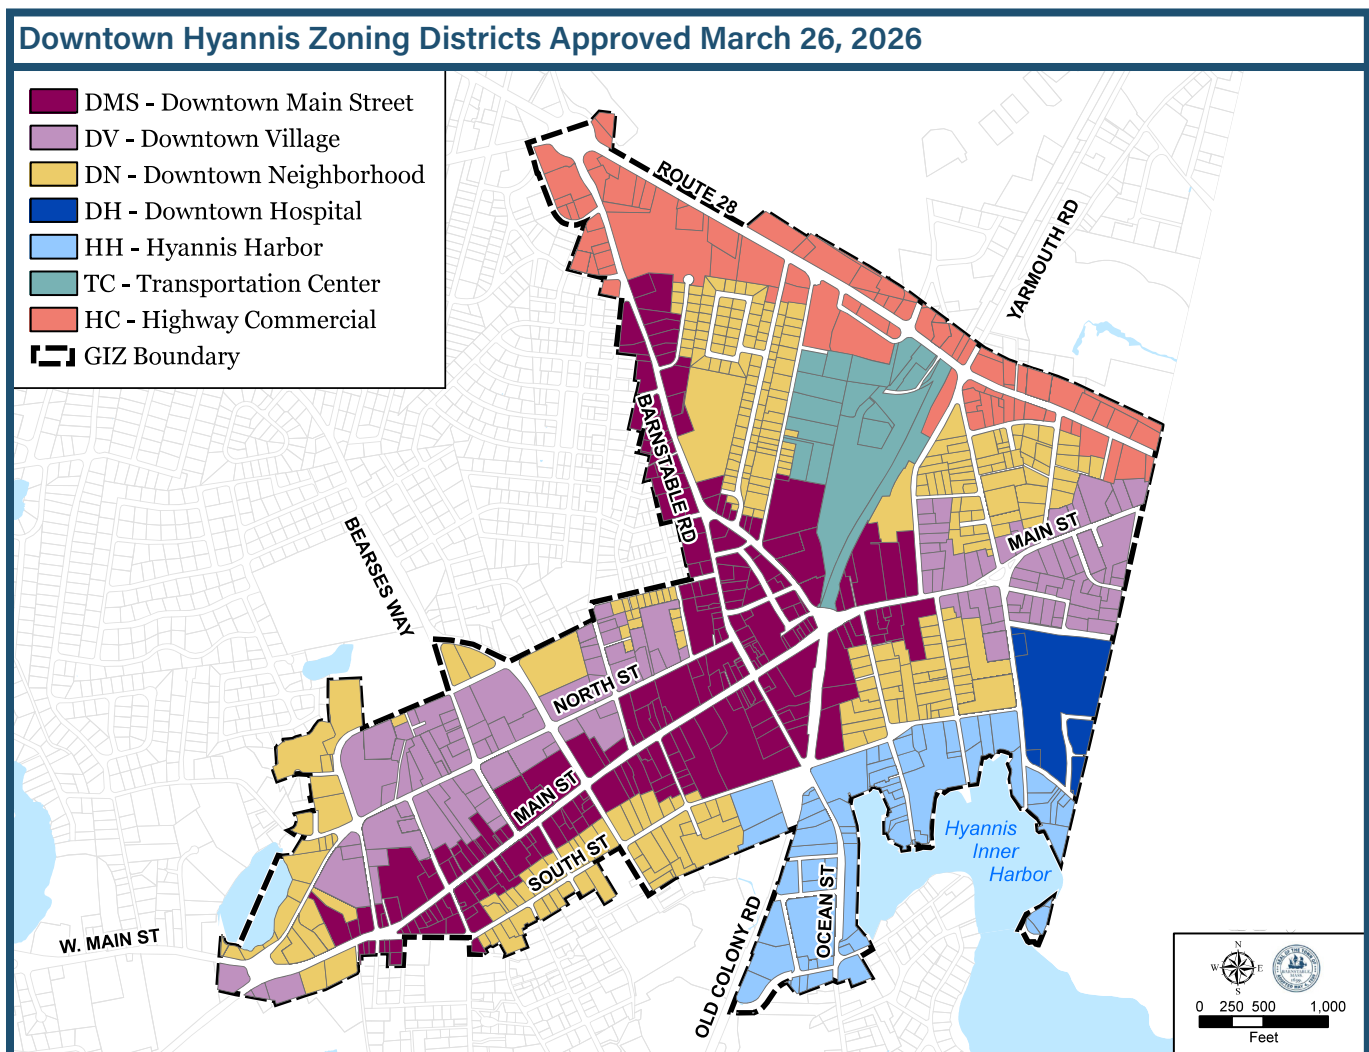 Downtown Hyannis Zoning Districts Approved March 26, 2026
DMS - Downtown Main Street
DV - Downtown Village
DN - Downtown Neighborhood
DH - Downtown Hospital
HH - Hyannis Harbor
TC - Transportation Center
HC - Highway Commercial
GIZ Boundary
ROUTE 28
YARMOUTH RD
BARNSTABLE RD
BEARSES WAY
MAIN ST
NORTH ST
MAIN ST
SOUTH ST
Hyannis
Inner
Harbor
W. MAIN ST
OLD COLONY RD
OCEAN ST
N
W
E
S
0 250 500 1,000
Feet